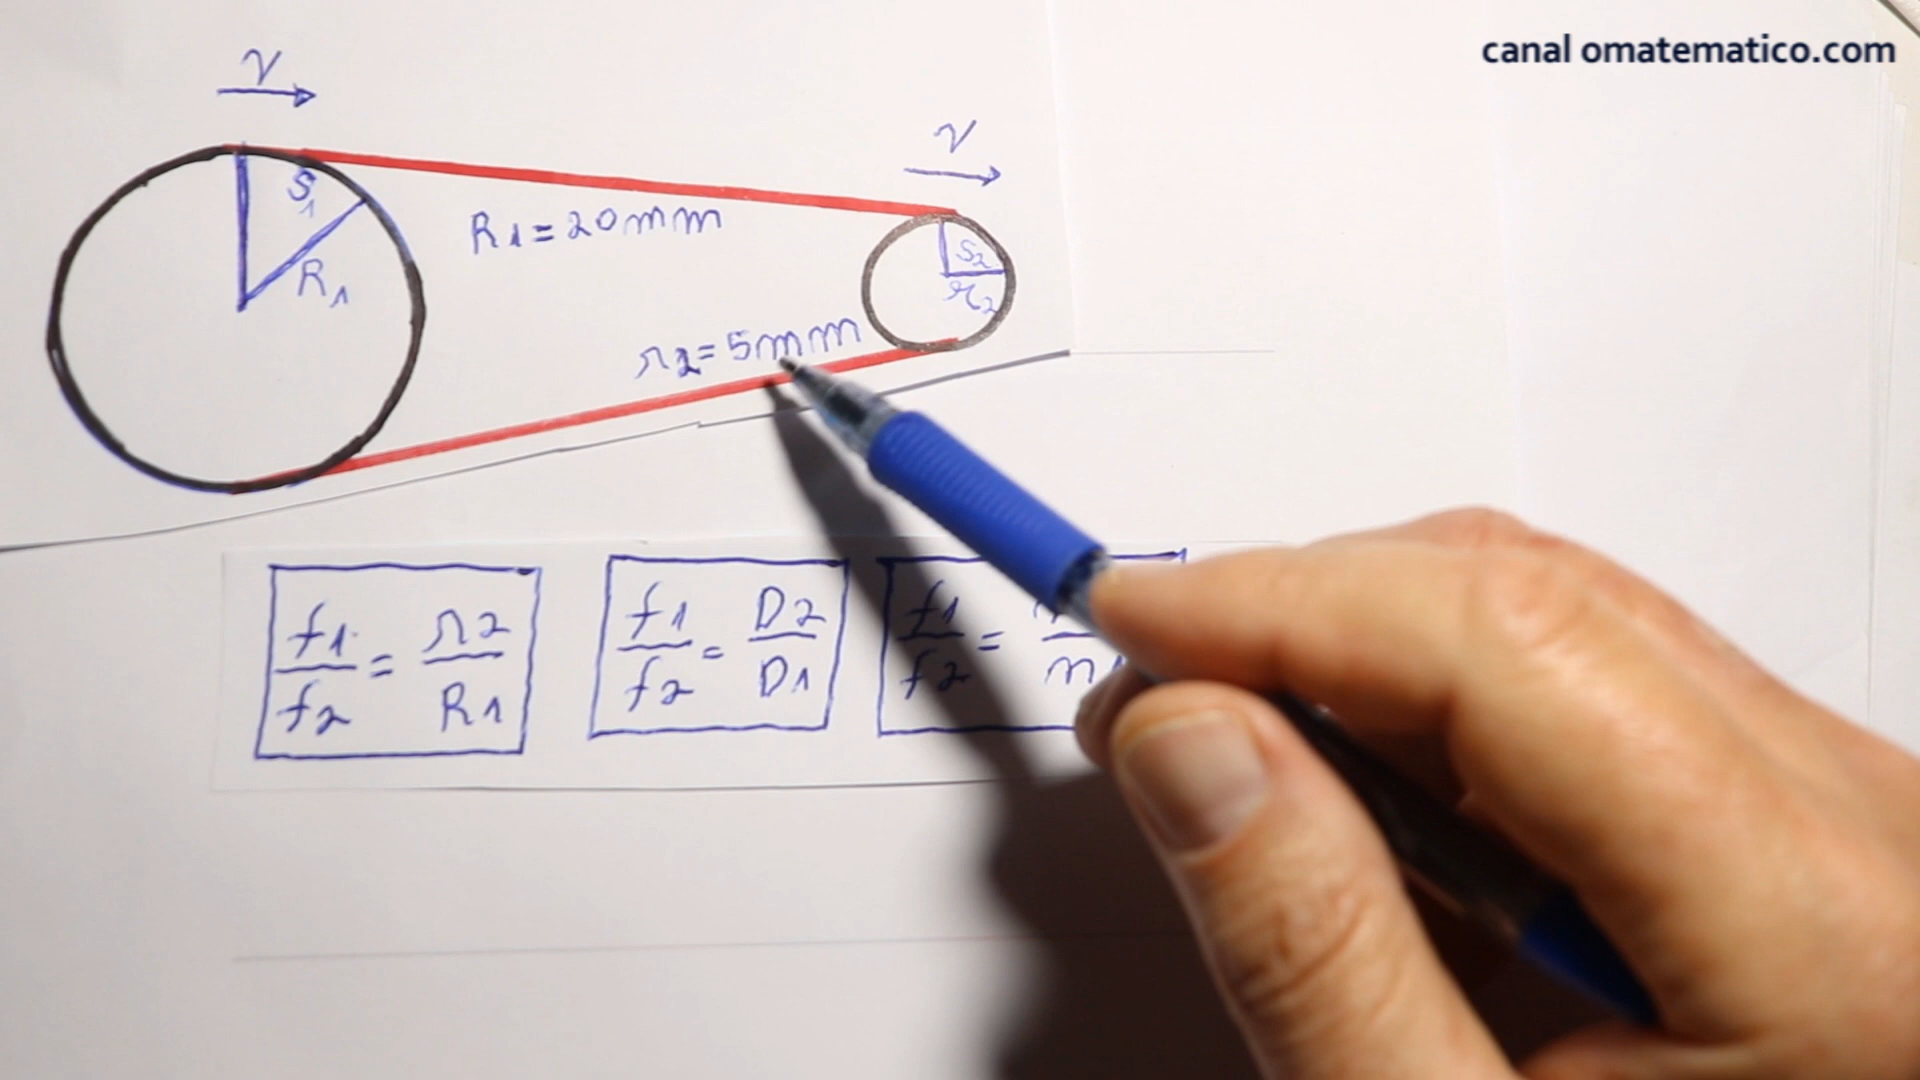 canal omatematico.com
v
v
S1
R1
R1 = 20mm
S2
r2
r2 = 5mm
f1/f2 = r2/R1
f1/f2 = D2/D1
f1/f2 =
n1